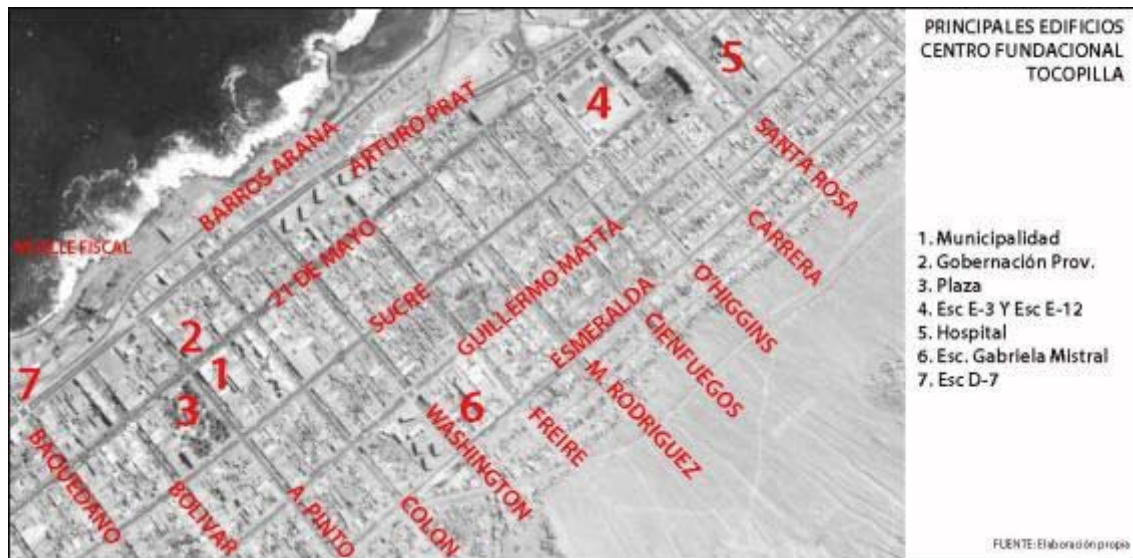 PRINCIPALES EDIFICIOS
CENTRO FUNDACIONAL
TOCOPILLA
5
4
ARTURO PRAT
BARROS ARANA
SANTA ROSA
FISCAL
21 DE MAYO
CARRERA
SUCRE
GUILLERMO MATTA
D'HIGGINS
ESMERALDA
CIENFUEGOS
2
1
7
3
6
M. RODRIGUEZ
FREIRE
WASHINGTON
BAQUEDANO
BOLIVAR
A. PINTO
COLON
1. Municipalidad
2. Gobernación Prov.
3. Plaza
4. Esc E-3 Y Esc E-12
5. Hospital
6. Esc. Gabriela Mistral
7. Esc D-7
FUENTE: Elaboración propia